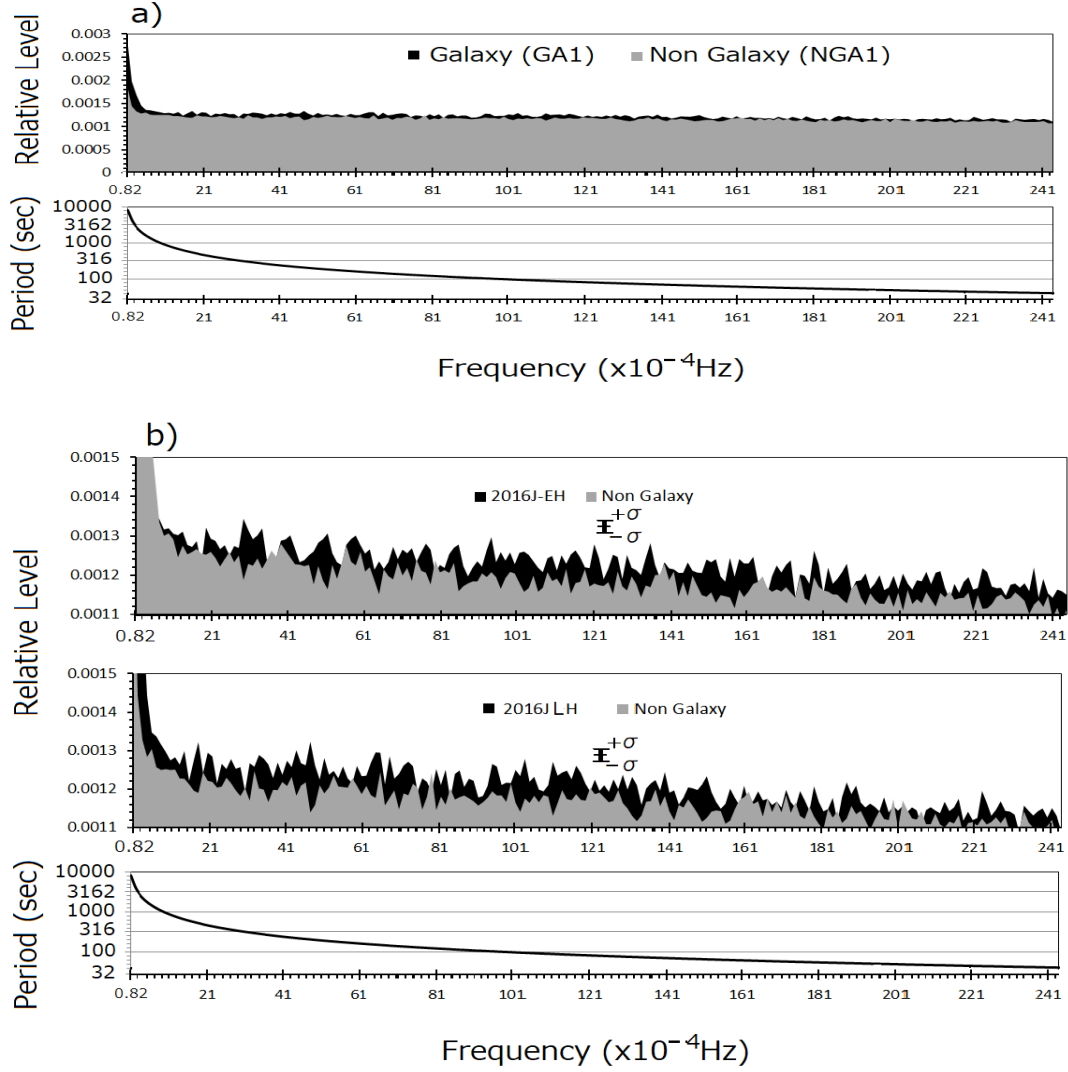 a)
Relative Level
0.003
0.0025
0.002
0.0015
0.001
0.0005
0
Galaxy (GA1) Non Galaxy (NGA1)
0.82 21 41 61 81 101 121 141 161 181 201 221 241
Period (sec)
10000
3162
1000
316
100
32
0.82 21 41 61 81 101 121 141 161 181 201 221 241
Frequency (x10⁻⁴Hz)
b)
Relative Level
0.0015
0.0014
0.0013
0.0012
0.0011
2016J-EH Non Galaxy
+σ
−σ
0.82 21 41 61 81 101 121 141 161 181 201 221 241
0.0015
0.0014
0.0013
0.0012
0.0011
2016J LH Non Galaxy
+σ
−σ
0.82 21 41 61 81 101 121 141 161 181 201 221 241
Period (sec)
10000
3162
1000
316
100
32
0.82 21 41 61 81 101 121 141 161 181 201 221 241
Frequency (x10⁻⁴Hz)